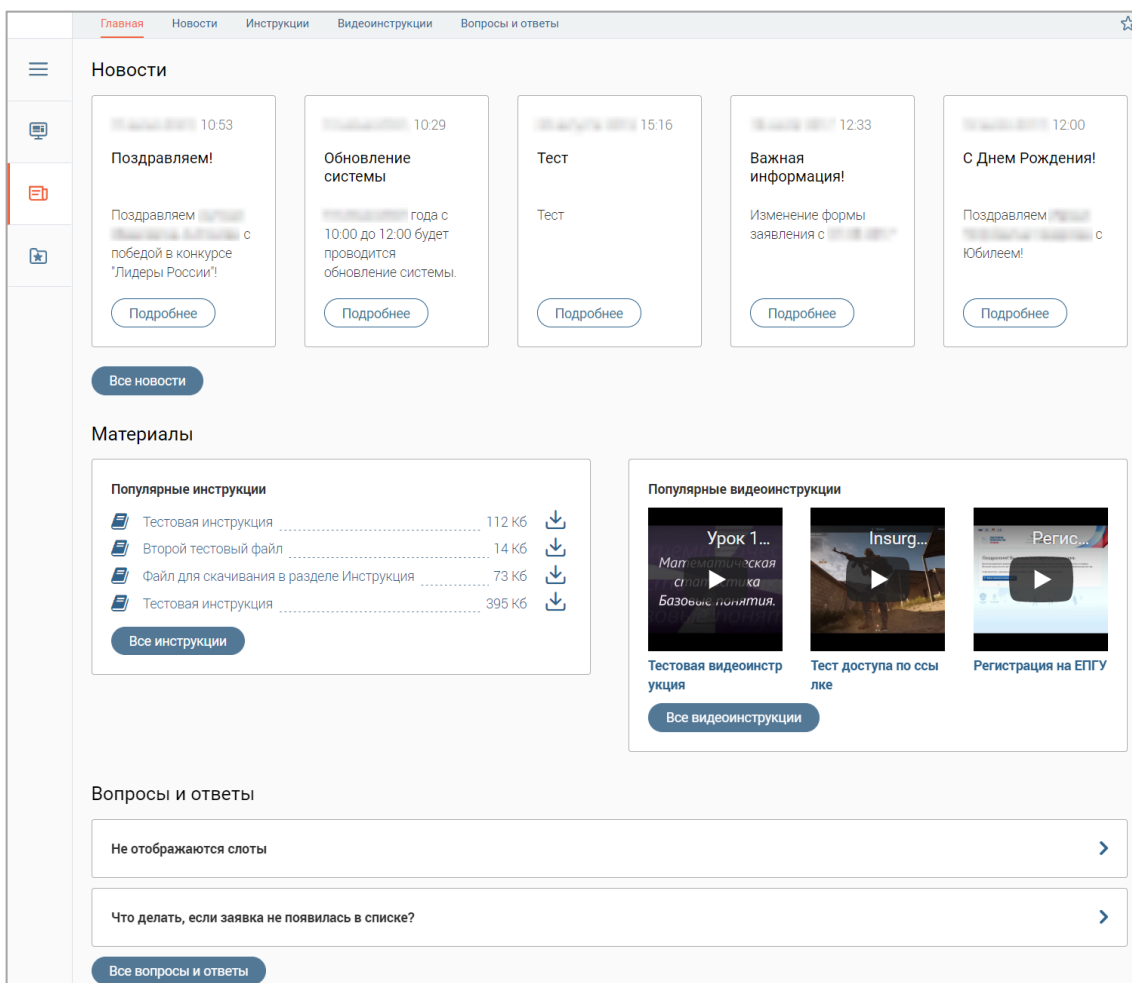 Главная Новости Инструкции Видеоинструкции Вопросы и ответы
Новости
10:53
Поздравляем!
Поздравляем
с
победой в конкурсе
"Лидеры России"!
Подробнее
10:29
Обновление
системы
года с
10:00 до 12:00 будет
проводится
обновление системы.
Подробнее
15:16
Тест
Тест
Подробнее
12:33
Важная
информация!
Изменение формы
заявления с
Подробнее
12:00
С Днем Рождения!
Поздравляем
с
Юбилеем!
Подробнее
Все новости
Материалы
Популярные инструкции
Тестовая инструкция 112 Кб
Второй тестовый файл 14 Кб
Файл для скачивания в разделе Инструкция 73 Кб
Тестовая инструкция 395 Кб
Все инструкции
Популярные видеоинструкции
Урок 1...
Математическая
статистика
Базовые понятия.
Тестовая видеоинстр
укция
Insurg...
Тест доступа по ссы
лке
Регис...
Регистрация на ЕПГУ
Все видеоинструкции
Вопросы и ответы
Не отображаются слоты
Что делать, если заявка не появилась в списке?
Все вопросы и ответы